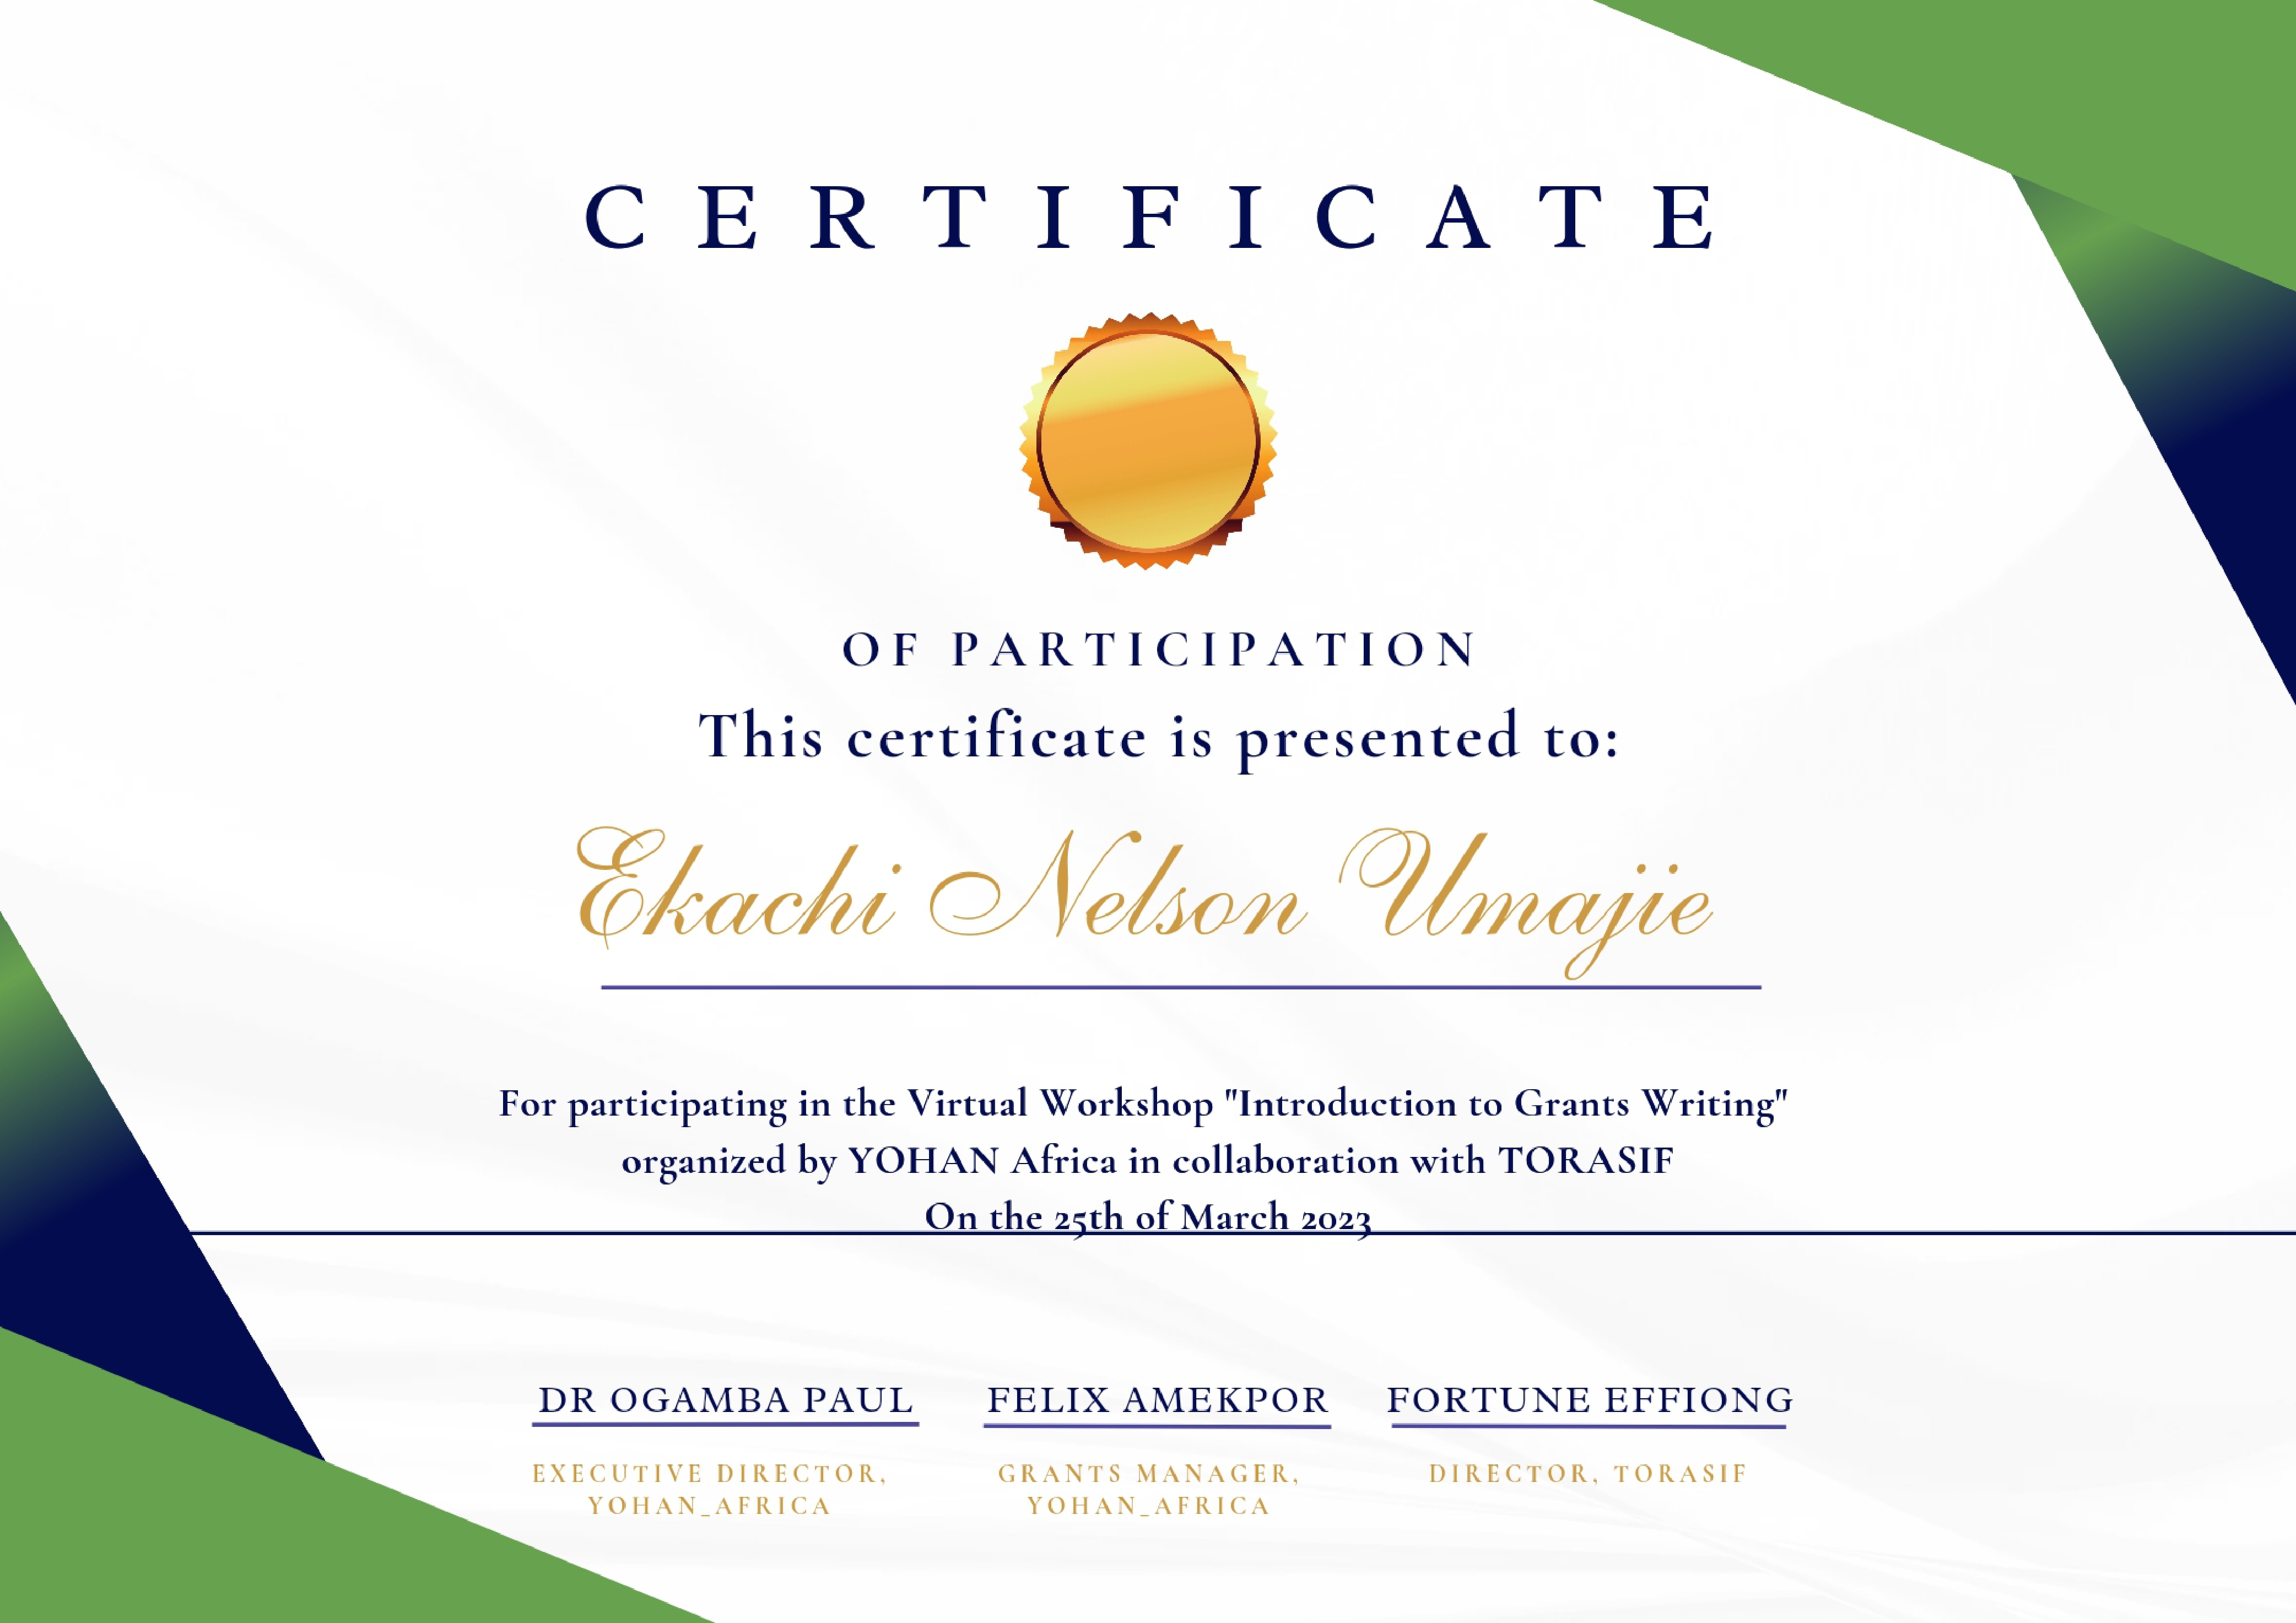 CERTIFICATE
OF PARTICIPATION
This certificate is presented to:
Ekachi Nelson Umajie
For participating in the Virtual Workshop "Introduction to Grants Writing"
organized by YOHAN Africa in collaboration with TORASIF
On the 25th of March 2023
DR OGAMBA PAUL FELIX AMEKPOR FORTUNE EFFIONG
EXECUTIVE DIRECTOR, GRANTS MANAGER, DIRECTOR, TORASIF
YOHAN_AFRICA YOHAN_AFRICA